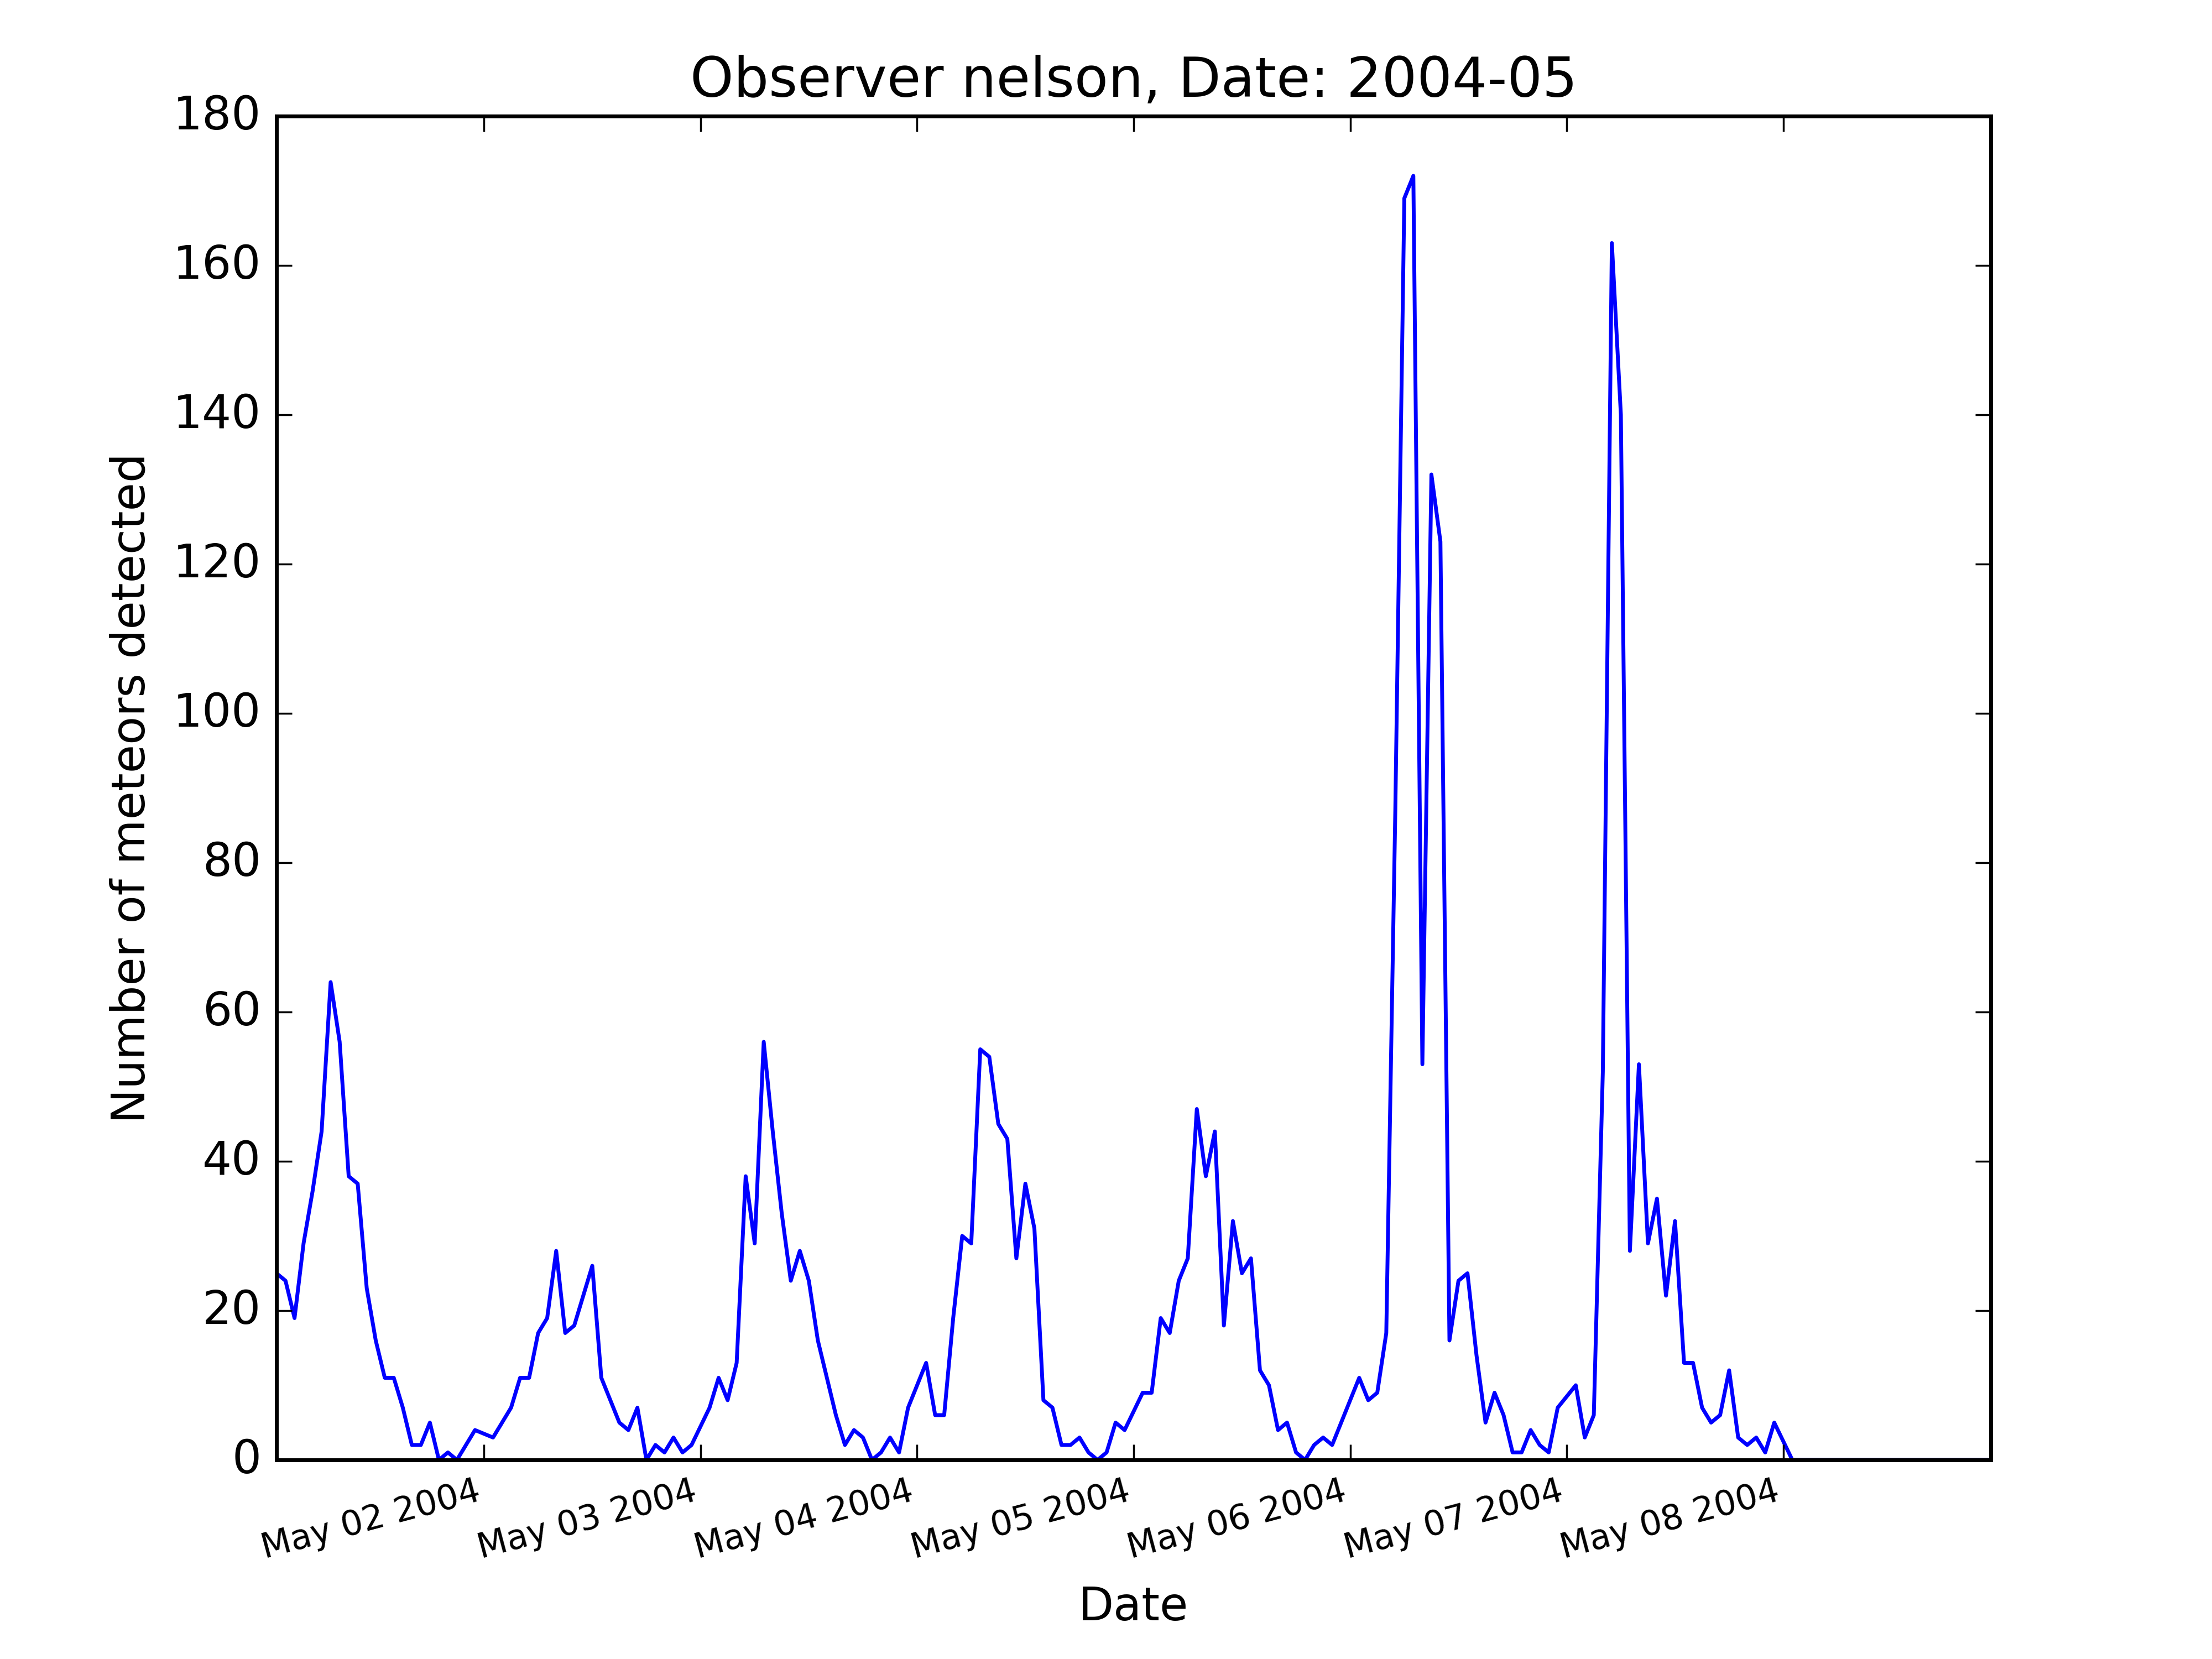 Observer nelson, Date: 2004-05
180
160
140
120
100
80
60
40
20
0
Number of meteors detected
May 02 2004
May 03 2004
May 04 2004
May 05 2004
May 06 2004
May 07 2004
May 08 2004
Date